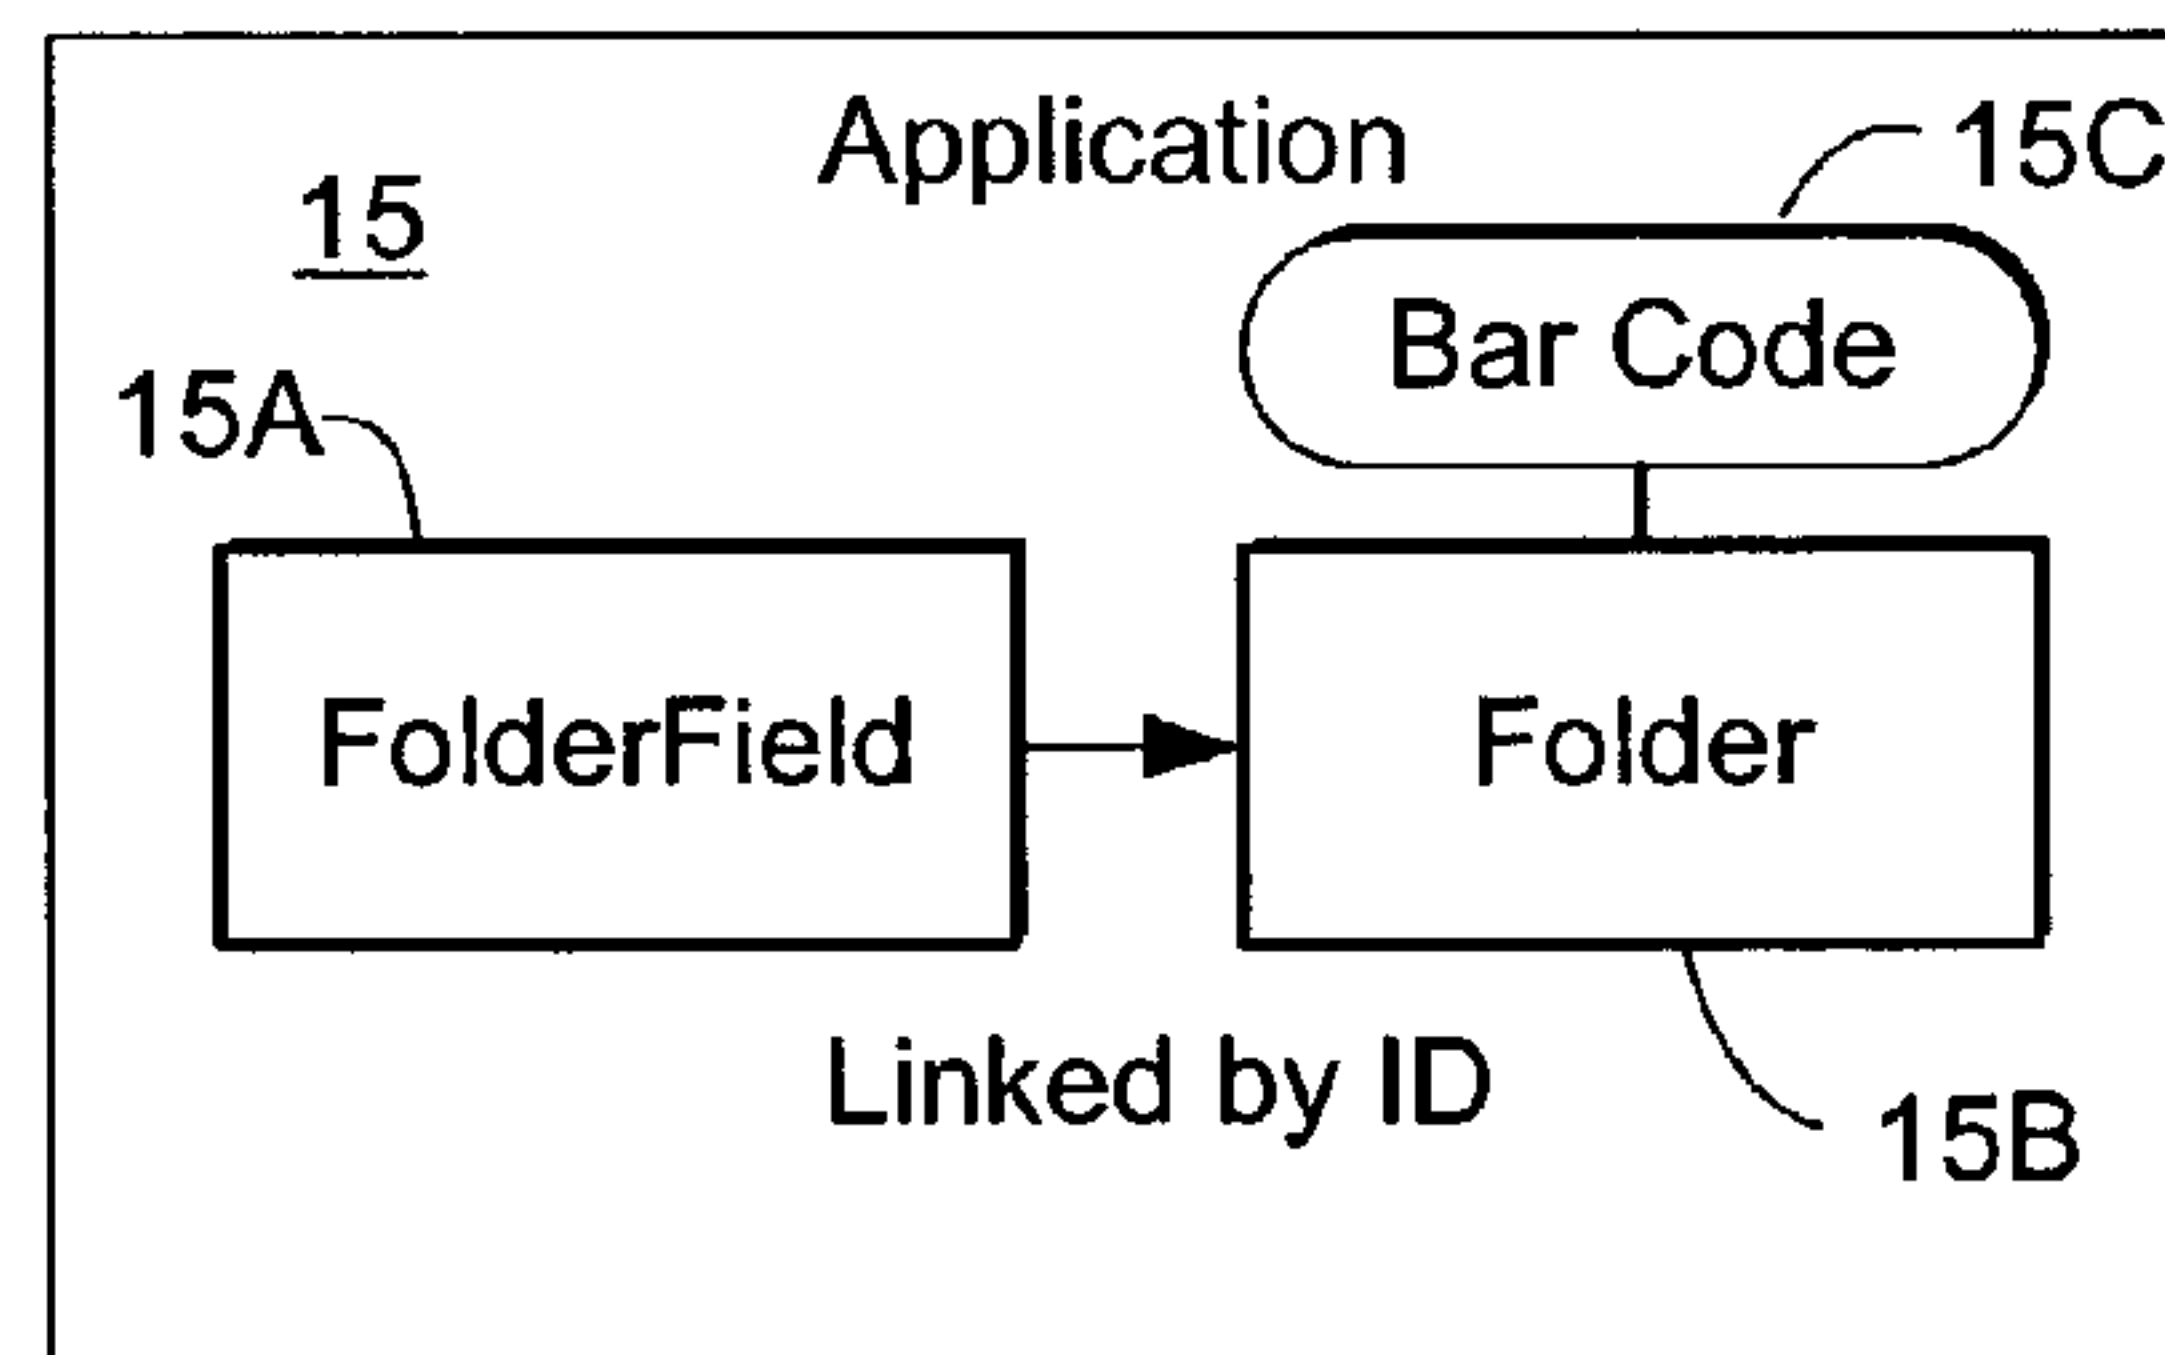 Application
15C
15
Bar Code
15A
FolderField
Folder
Linked by ID
15B